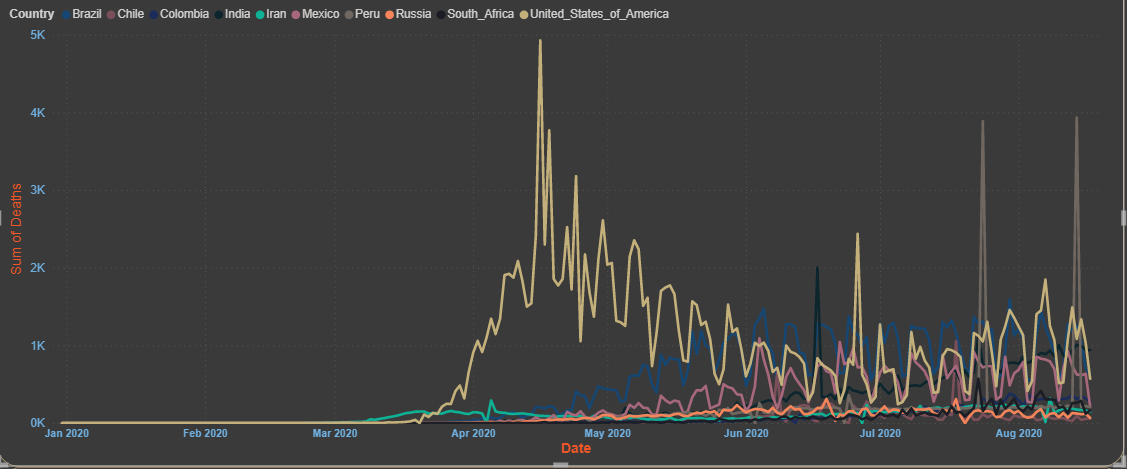 Country Brazil Chile Colombia India Iran Mexico Peru Russia South_Africa United_States_of_America
5K
4K
3K
2K
1K
0K
Sum of Deaths
Jan 2020 Feb 2020 Mar 2020 Apr 2020 May 2020 Jun 2020 Jul 2020 Aug 2020
Date